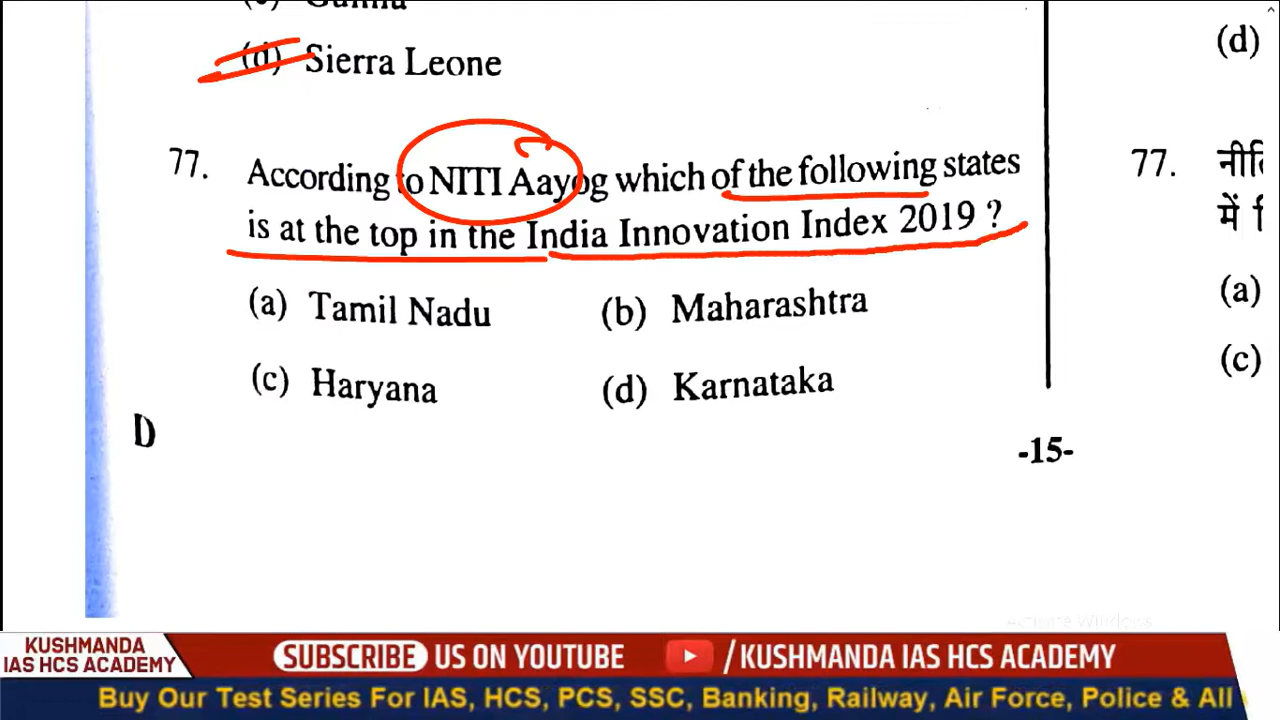 (d) Sierra Leone
(d)
77. According to NITI Aayog which of the following states
is at the top in the India Innovation Index 2019 ?
(a) Tamil Nadu (b) Maharashtra
(c) Haryana (d) Karnataka
77.
(a)
(c)
D
-15-
Activate Windows
KUSHMANDA
IAS HCS ACADEMY
SUBSCRIBE US ON YOUTUBE
/KUSHMANDA IAS HCS ACADEMY
Buy Our Test Series For IAS, HCS, PCS, SSC, Banking, Railway, Air Force, Police & All